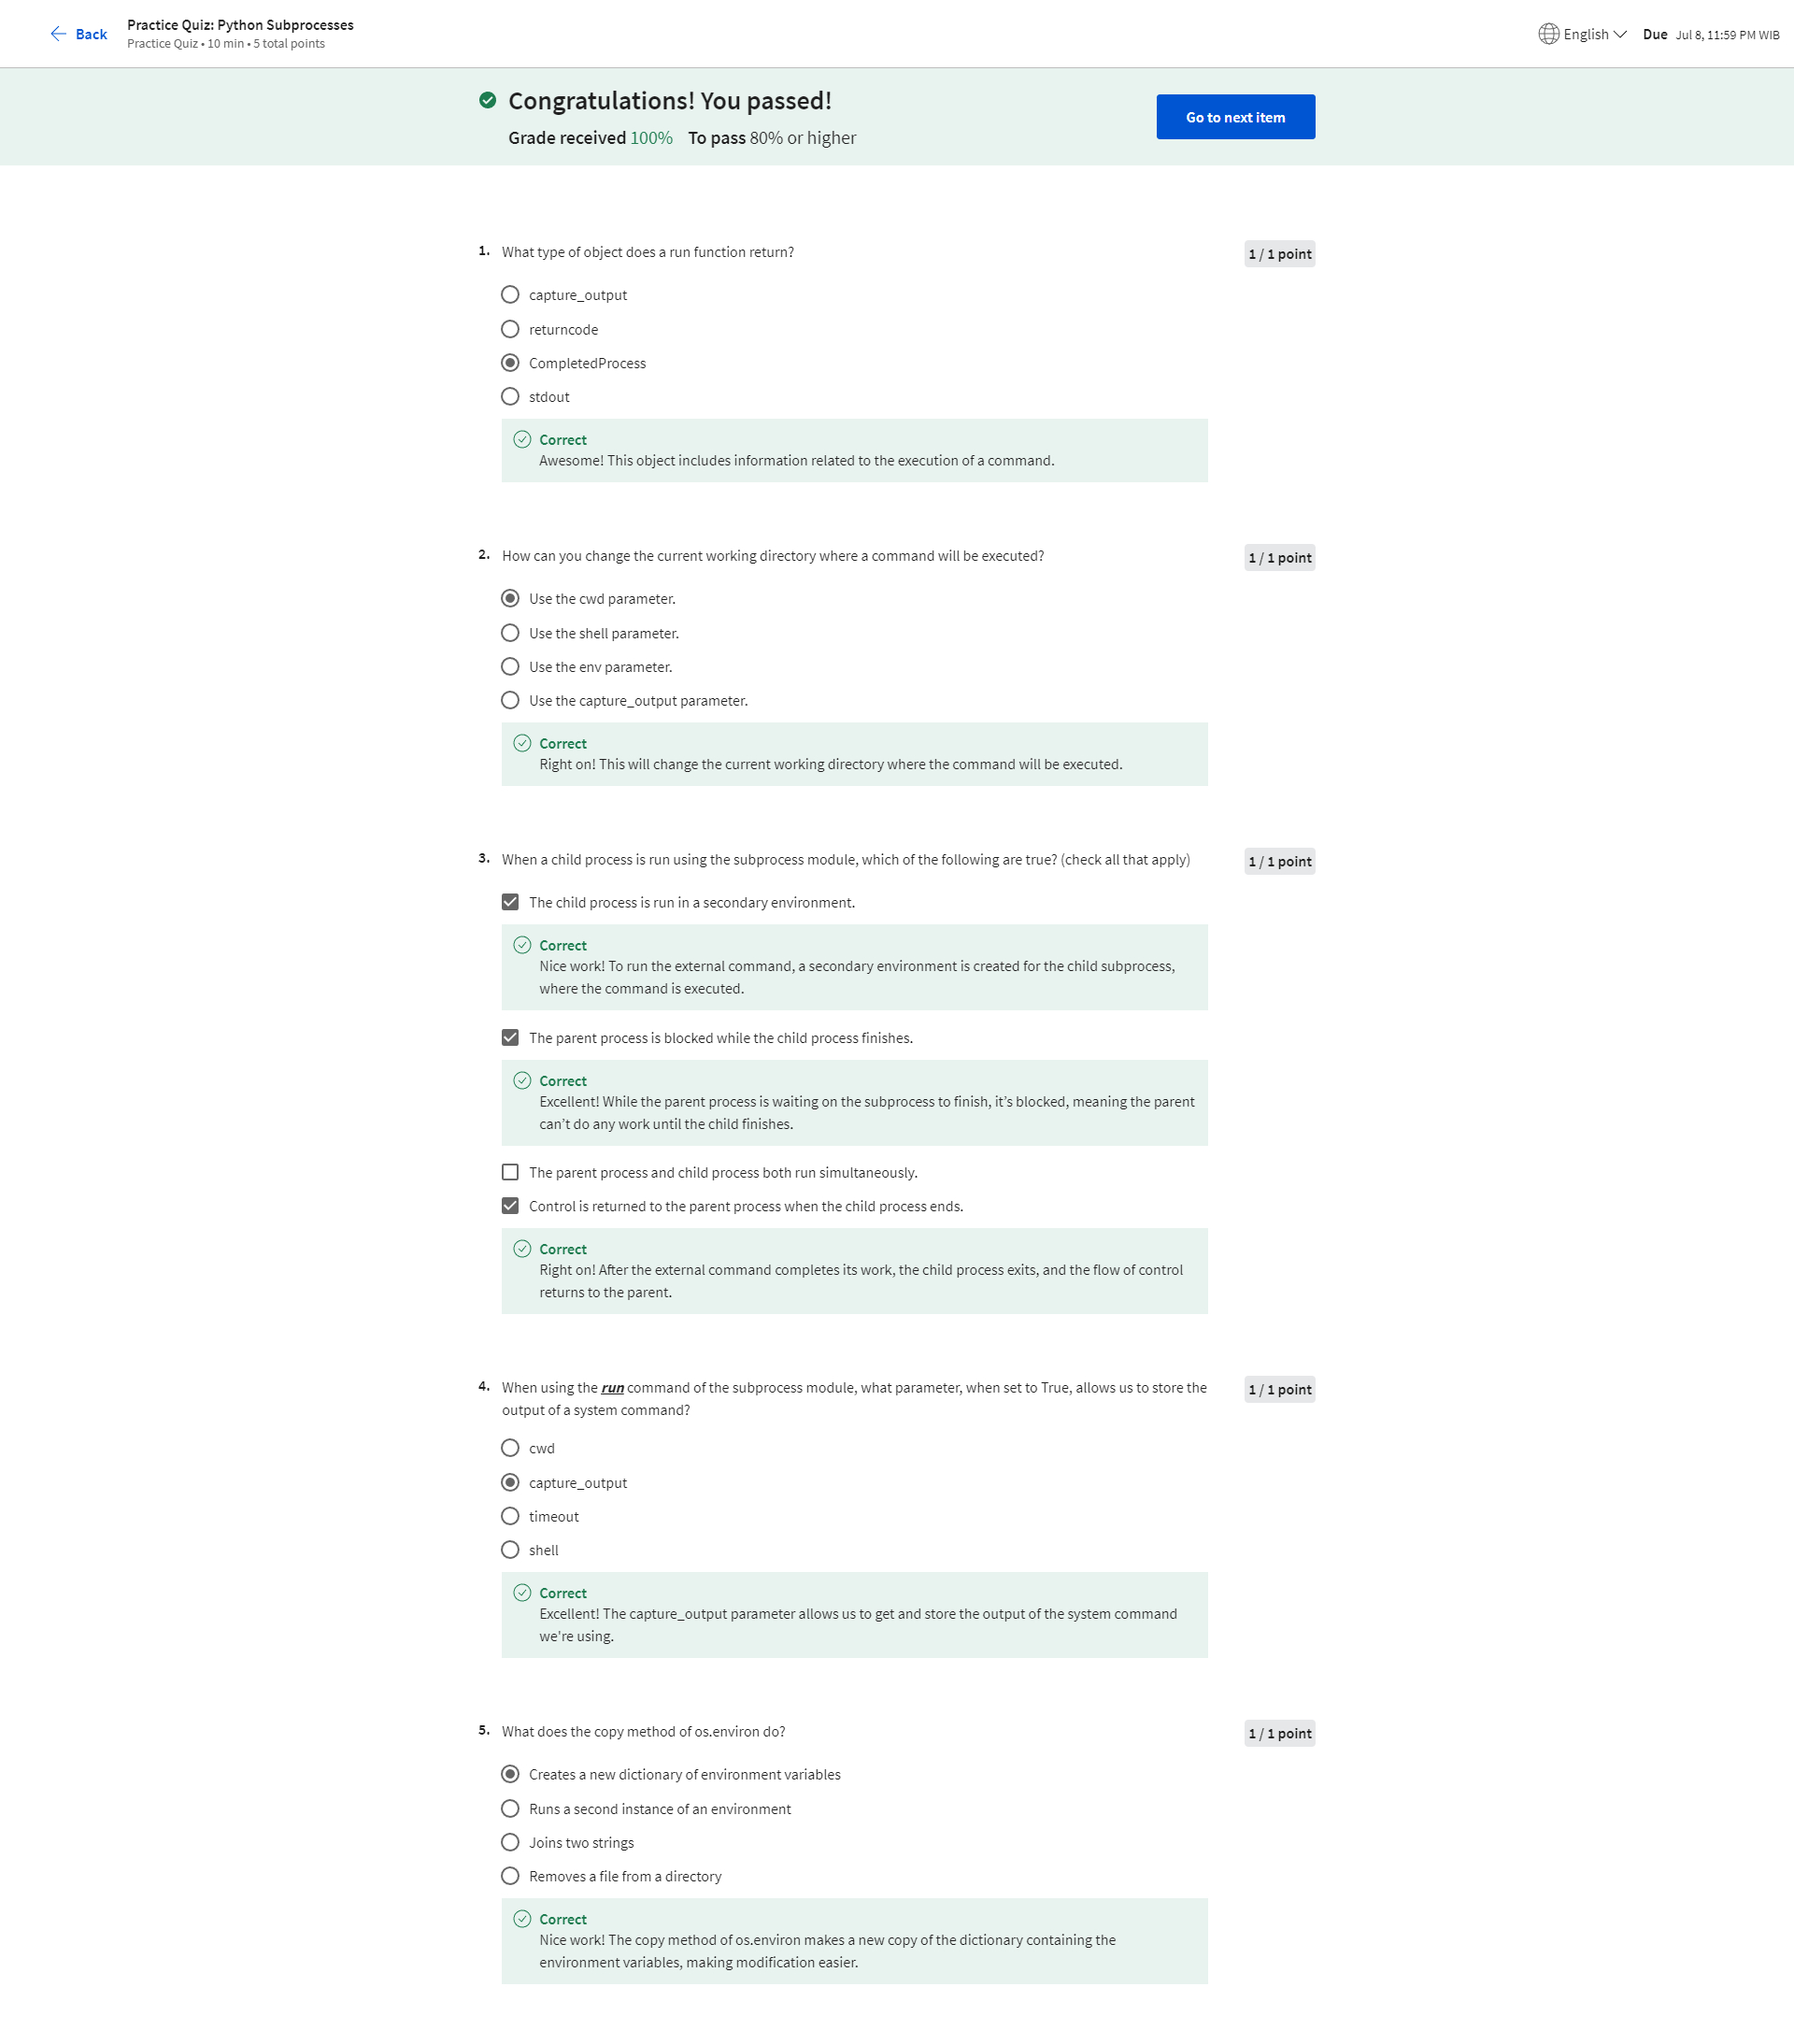 Back
Practice Quiz: Python Subprocesses
Practice Quiz • 10 min • 5 total points
English
Due Jul 8, 11:59 PM WIB
Congratulations! You passed!
Grade received 100% To pass 80% or higher
Go to next item
1. What type of object does a run function return?
1 / 1 point
capture_output
returncode
CompletedProcess
stdout
Correct
Awesome! This object includes information related to the execution of a command.
2. How can you change the current working directory where a command will be executed?
1 / 1 point
Use the cwd parameter.
Use the shell parameter.
Use the env parameter.
Use the capture_output parameter.
Correct
Right on! This will change the current working directory where the command will be executed.
3. When a child process is run using the subprocess module, which of the following are true? (check all that apply)
1 / 1 point
The child process is run in a secondary environment.
Correct
Nice work! To run the external command, a secondary environment is created for the child subprocess,
where the command is executed.
The parent process is blocked while the child process finishes.
Correct
Excellent! While the parent process is waiting on the subprocess to finish, it’s blocked, meaning the parent
can’t do any work until the child finishes.
The parent process and child process both run simultaneously.
Control is returned to the parent process when the child process ends.
Correct
Right on! After the external command completes its work, the child process exits, and the flow of control
returns to the parent.
4. When using the run command of the subprocess module, what parameter, when set to True, allows us to store the
output of a system command?
1 / 1 point
cwd
capture_output
timeout
shell
Correct
Excellent! The capture_output parameter allows us to get and store the output of the system command
we're using.
5. What does the copy method of os.environ do?
1 / 1 point
Creates a new dictionary of environment variables
Runs a second instance of an environment
Joins two strings
Removes a file from a directory
Correct
Nice work! The copy method of os.environ makes a new copy of the dictionary containing the
environment variables, making modification easier.